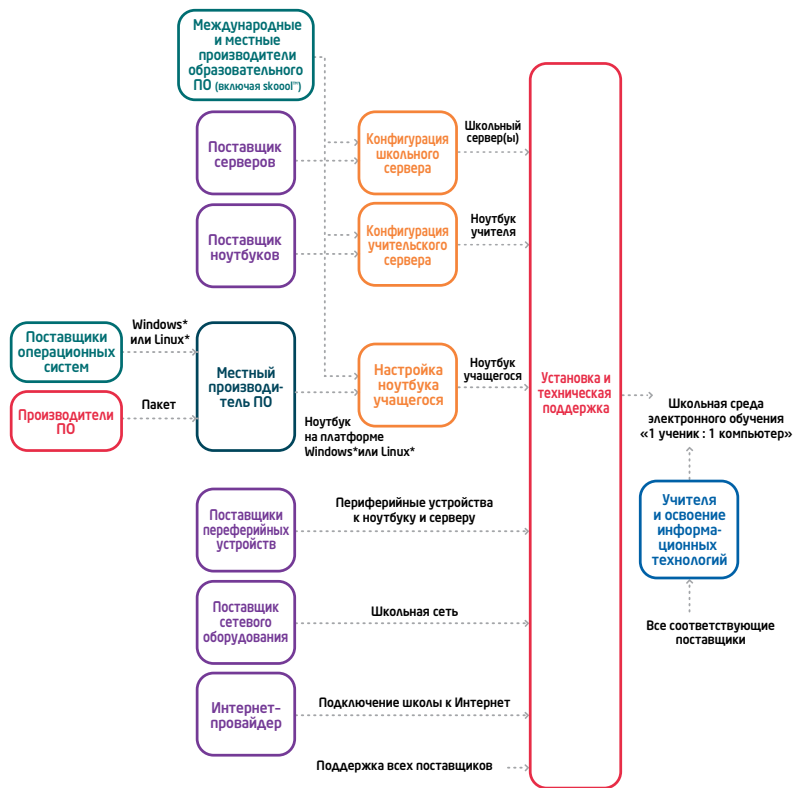 Международные
и местные
производители
образовательного
ПО (включая skoool™)
Поставщик
серверов
Конфигурация
школьного
сервера
Школьный
сервер(ы)
Поставщик
ноутбуков
Конфигурация
учительского
сервера
Ноутбук
учителя
Поставщики
операционных
систем
Windows*
или Linux*
Производители
ПО
Пакет
Местный
производи-
тель ПО
Ноутбук
на платформе
Windows*или Linux*
Настройка
ноутбука
учащегося
Ноутбук
учащегося
Установка и
техническая
поддержка
Школьная среда
электронного обучения
«1 ученик : 1 компьютер»
Учителя
и освоение
информа-
ционных
технологий
Все соответствующие
поставщики
Поставщики
переферийных
устройств
Периферийные устройства
к ноутбуку и серверу
Поставщик
сетевого
оборудования
Школьная сеть
Интернет-
провайдер
Подключение школы к Интернет
Поддержка всех поставщиков